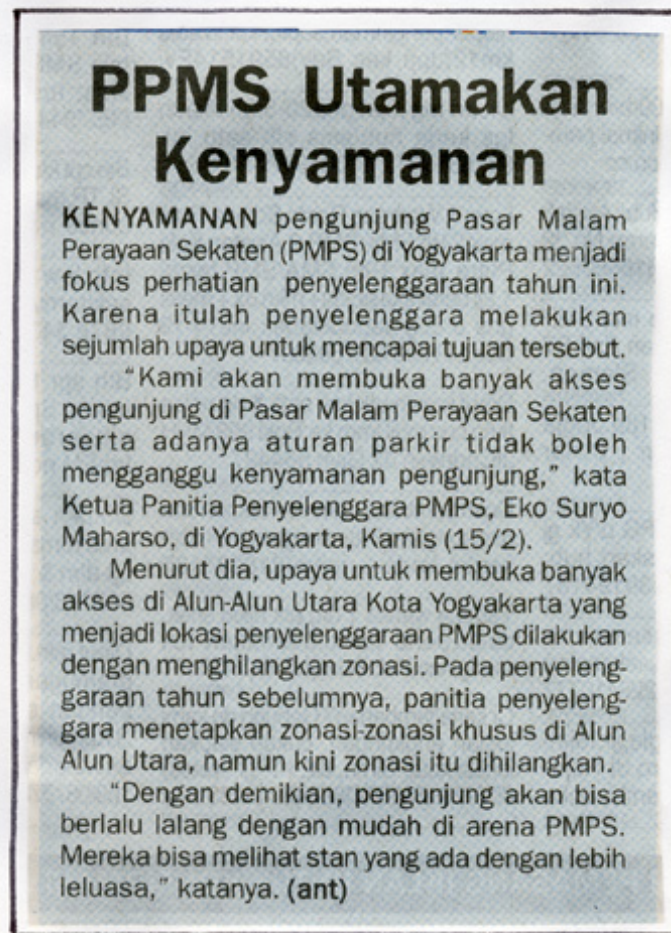 PPMS Utamakan
Kenyamanan
KENYAMANAN pengunjung Pasar Malam
Perayaan Sekaten (PMPS) di Yogyakarta menjadi
fokus perhatian penyelenggaraan tahun ini.
Karena itulah penyelenggara melakukan
sejumlah upaya untuk mencapai tujuan tersebut.
“Kami akan membuka banyak akses
pengunjung di Pasar Malam Perayaan Sekaten
serta adanya aturan parkir tidak boleh
mengganggu kenyamanan pengunjung,” kata
Ketua Panitia Penyelenggara PMPS, Eko Suryo
Maharso, di Yogyakarta, Kamis (15/2).
Menurut dia, upaya untuk membuka banyak
akses di Alun-Alun Utara Kota Yogyakarta yang
menjadi lokasi penyelenggaraan PMPS dilakukan
dengan menghilangkan zonasi. Pada penyeleng-
garaan tahun sebelumnya, panitia penyeleng-
gara menetapkan zonasi-zonasi khusus di Alun
Alun Utara, namun kini zonasi itu dihilangkan.
“Dengan demikian, pengunjung akan bisa
berlalu lalang dengan mudah di arena PMPS.
Mereka bisa melihat stan yang ada dengan lebih
leluasa,” katanya. (ant)